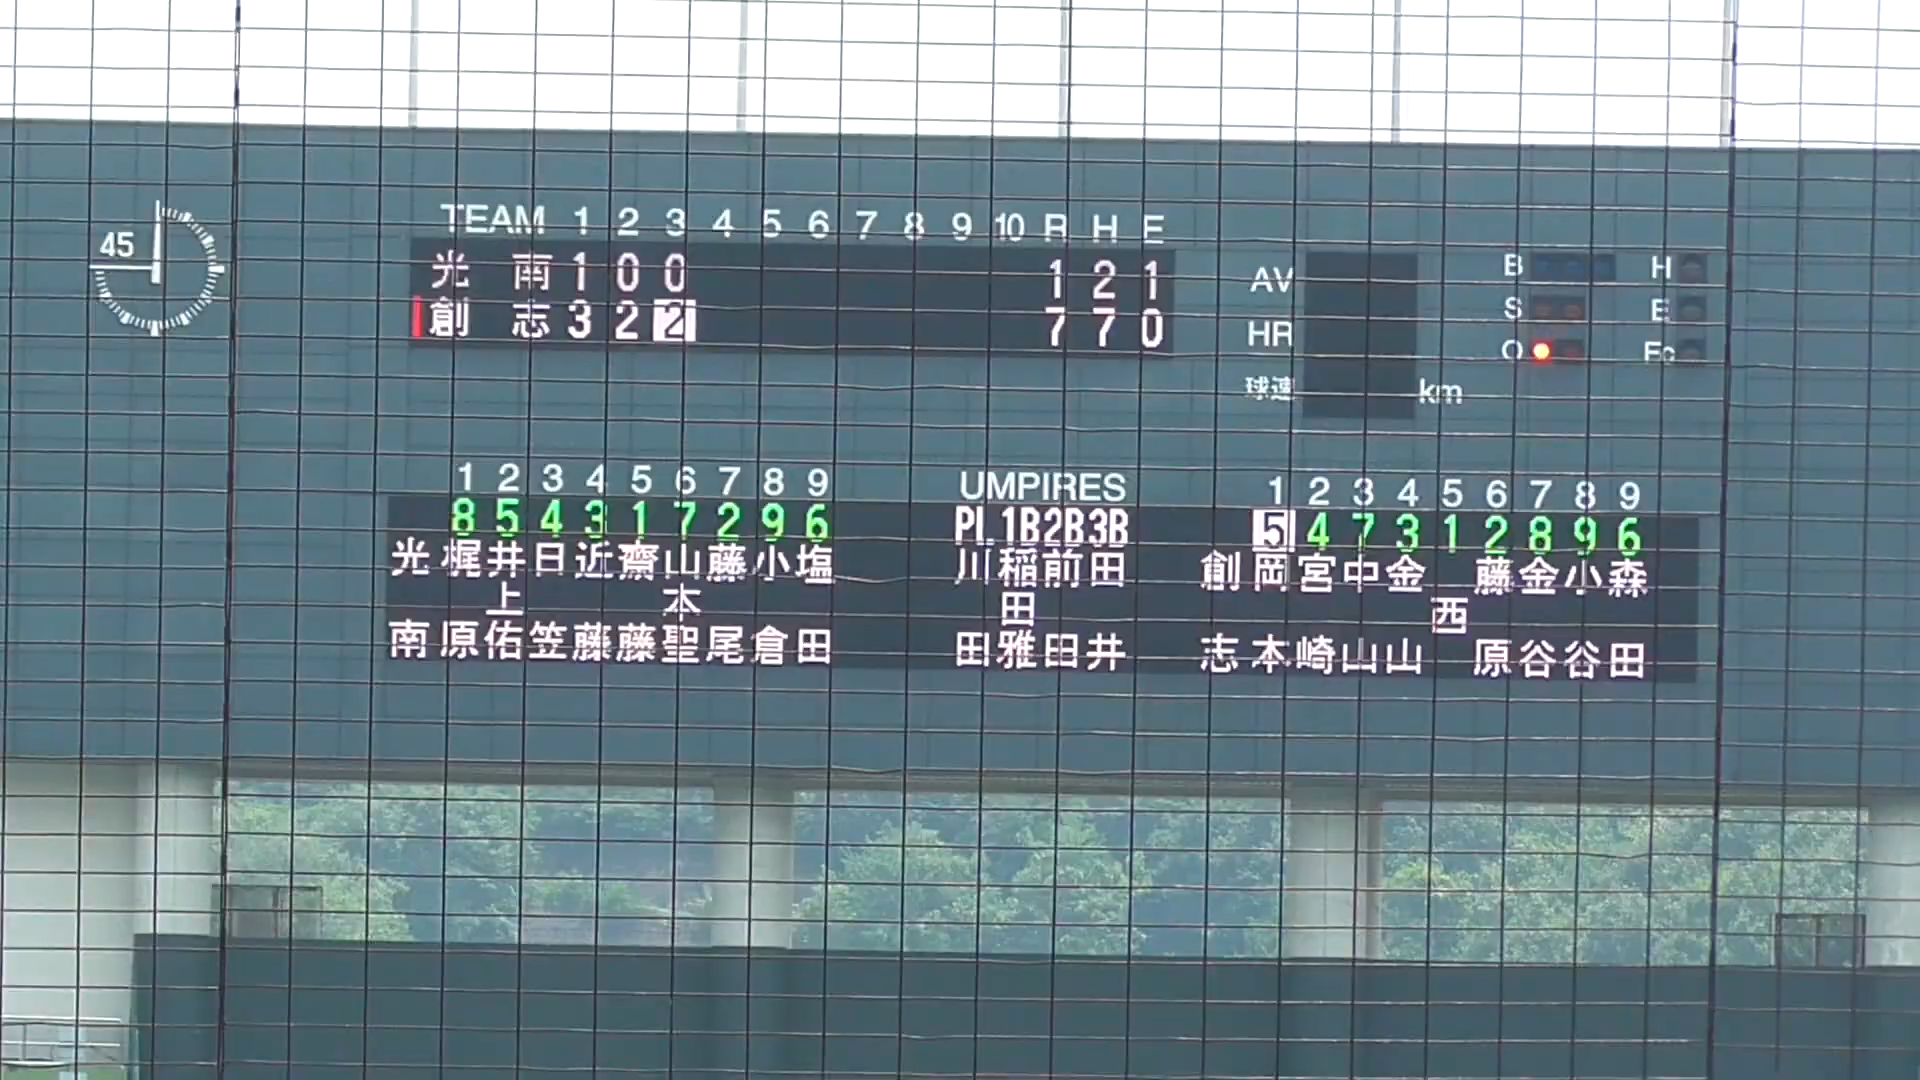 45
TEAM 1 2 3 4 5 6 7 8 9 10 R H E
光南 1 0 0 1 2 1
創志 3 2 2 7 7 0
AV
HR
球速 km
B H
S E
O Fc
1 2 3 4 5 6 7 8 9
8 5 4 3 1 7 2 9 6
光南
梶原
井上佑
日笠
近藤
齋藤
山本聖
藤尾
小倉
塩田
UMPIRES
PL 1B 2B 3B
川田
稲田雅
前田
田井
1 2 3 4 5 6 7 8 9
5 4 7 3 1 2 8 9 6
創志
岡本
宮崎
中山
金山
西
藤原
金谷
小谷
森田